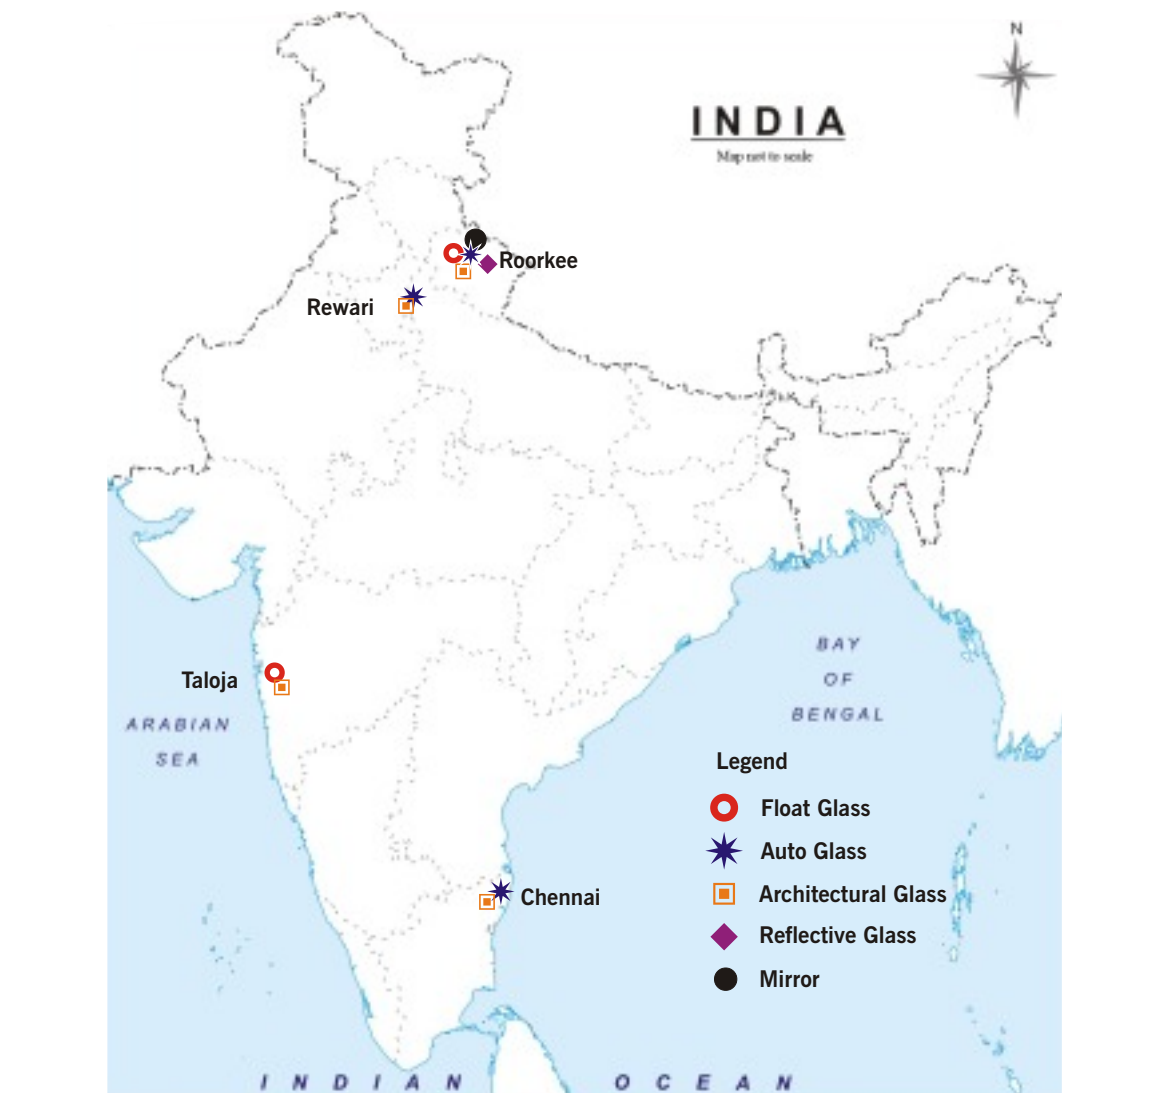 N
INDIA
Map not to scale
Roorkee
Rewari
BAY
OF
BENGAL
Taloja
ARABIAN
SEA
Legend
Float Glass
Auto Glass
Architectural Glass
Reflective Glass
Mirror
Chennai
INDIAN OCEAN